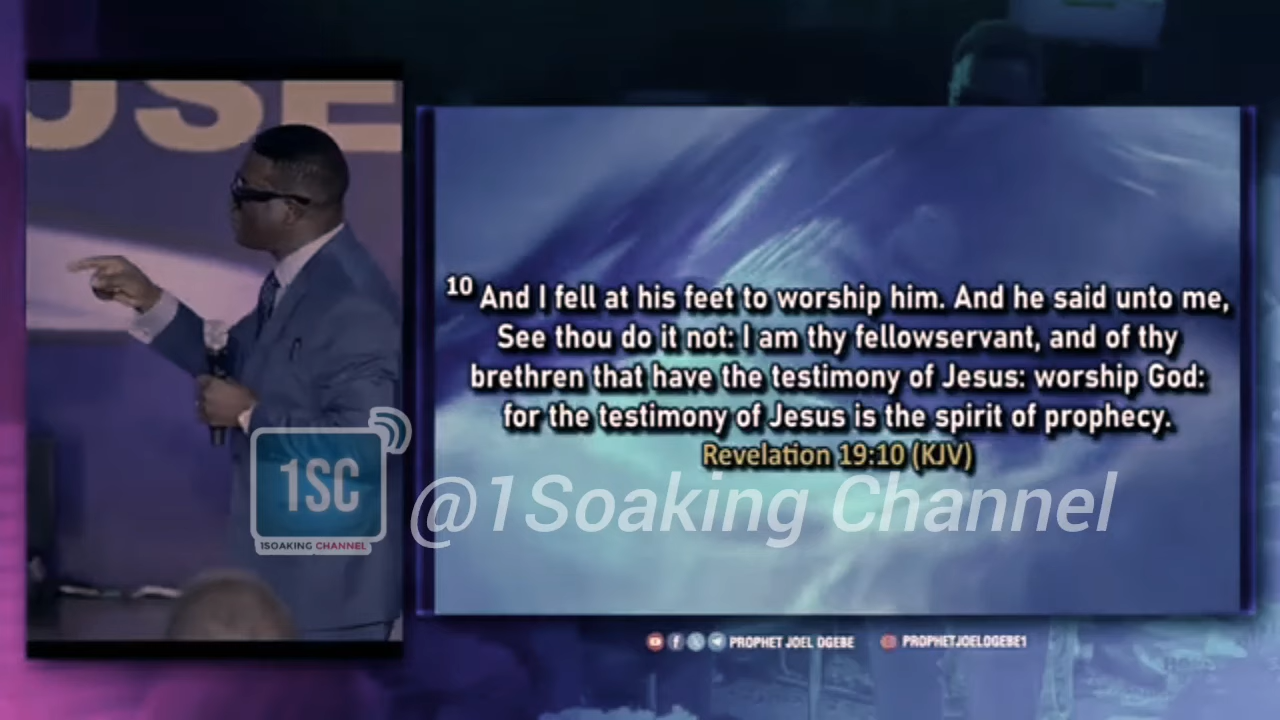 USE
10 And I fell at his feet to worship him. And he said unto me,
See thou do it not: I am thy fellowservant, and of thy
brethren that have the testimony of Jesus: worship God:
for the testimony of Jesus is the spirit of prophecy.
Revelation 19:10 (KJV)
1SC
1SOAKING CHANNEL
@1Soaking Channel
PROPHET JOEL OGEBE
PROPHETJOELOGEBE1